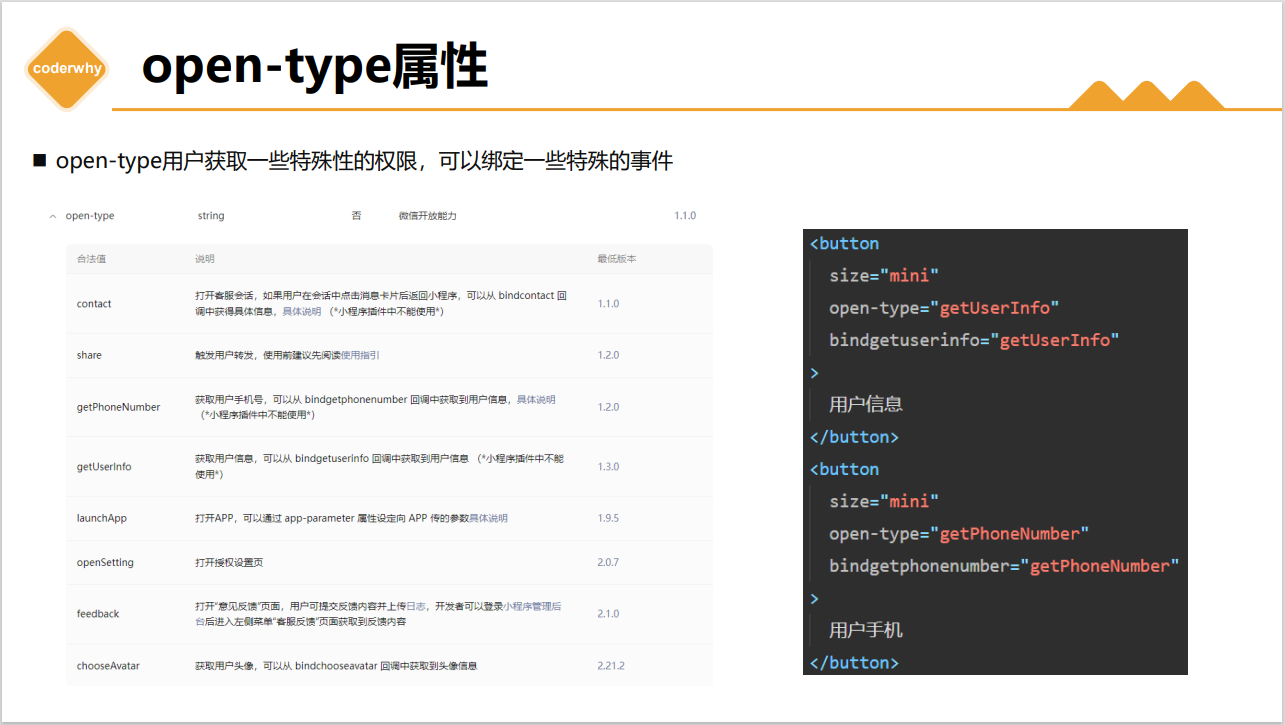 coderwhy
open-type属性
■ open-type用户获取一些特殊性的权限，可以绑定一些特殊的事件
open-type string 否 微信开放能力 1.1.0
合法值 说明 最低版本
contact 打开客服会话，如果用户在会话中点击消息卡片后返回小程序，可以从 bindcontact 回
调中获得具体信息，具体说明 （*小程序插件中不能使用*） 1.1.0
share 触发用户转发，使用前建议先阅读使用指引 1.2.0
getPhoneNumber 获取用户手机号，可以从 bindgetphonenumber 回调中获取到用户信息，具体说明
（*小程序插件中不能使用*） 1.2.0
getUserInfo 获取用户信息，可以从 bindgetuserinfo 回调中获取到用户信息 （*小程序插件中不能
使用*） 1.3.0
launchApp 打开APP，可以通过 app-parameter 属性设定向 APP 传的参数具体说明 1.9.5
openSetting 打开授权设置页 2.0.7
feedback 打开“意见反馈”页面，用户可提交反馈内容并上传日志，开发者可以登录小程序管理后
台后进入左侧菜单“客服反馈”页面获取到反馈内容 2.1.0
chooseAvatar 获取用户头像，可以从 bindchooseavatar 回调中获取到头像信息 2.21.2
<button
size="mini"
open-type="getUserInfo"
bindgetuserinfo="getUserInfo"
>
用户信息
</button>
<button
size="mini"
open-type="getPhoneNumber"
bindgetphonenumber="getPhoneNumber"
>
用户手机
</button>